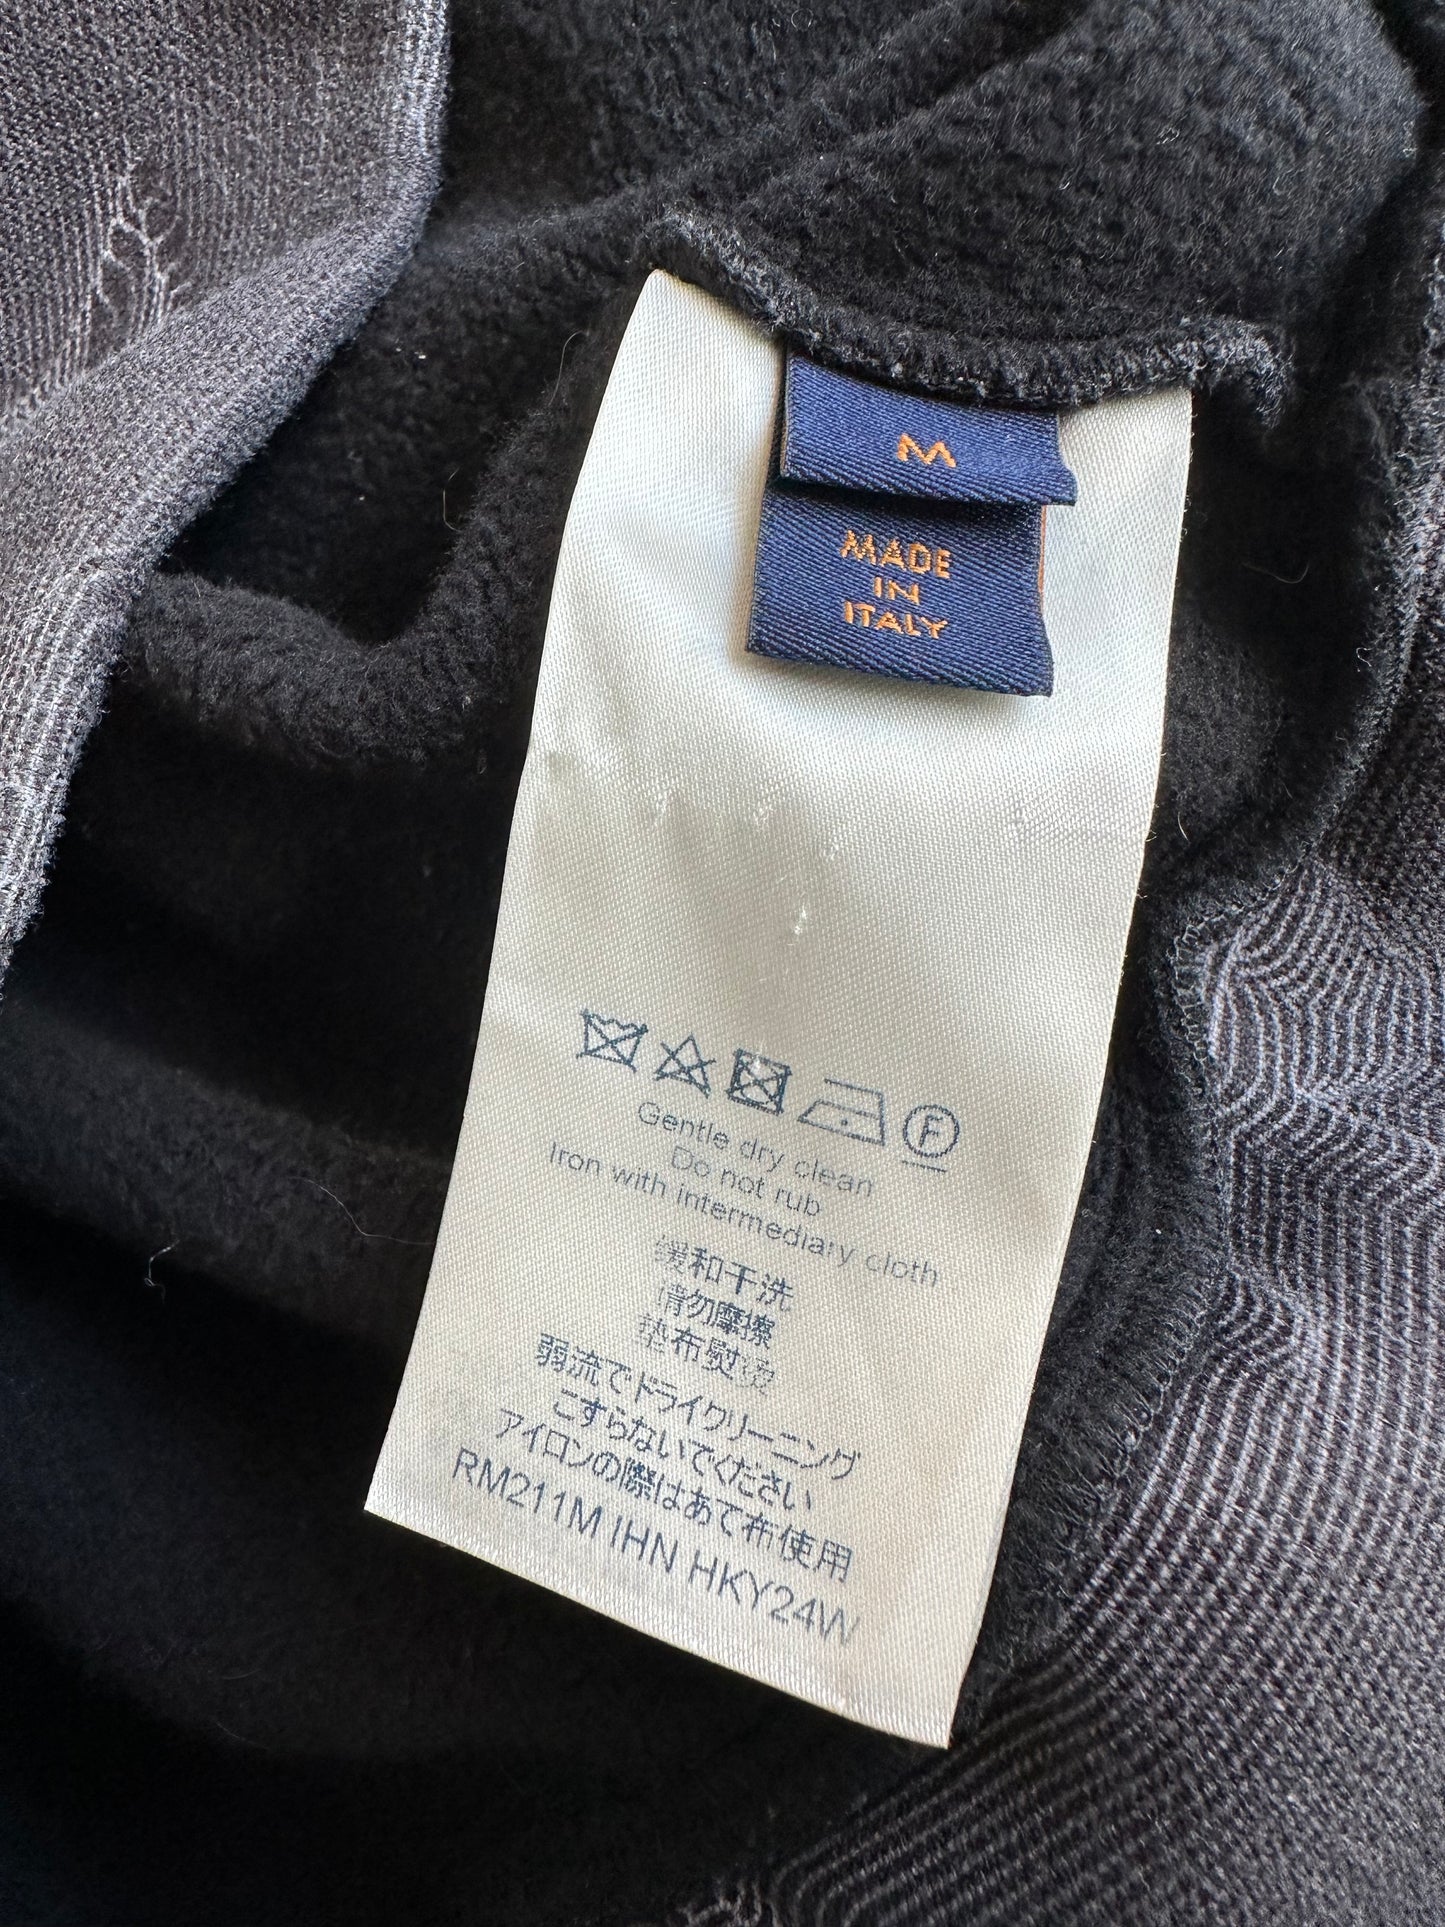 M
MADE
IN
ITALY
F
Gentle dry clean
Do not rub
Iron with intermediary cloth
缓和干洗
请勿摩擦
垫布熨烫
弱流でドライクリーニング
こすらないでください
アイロンの際はあて布使用
RM211M IHN HKY24W